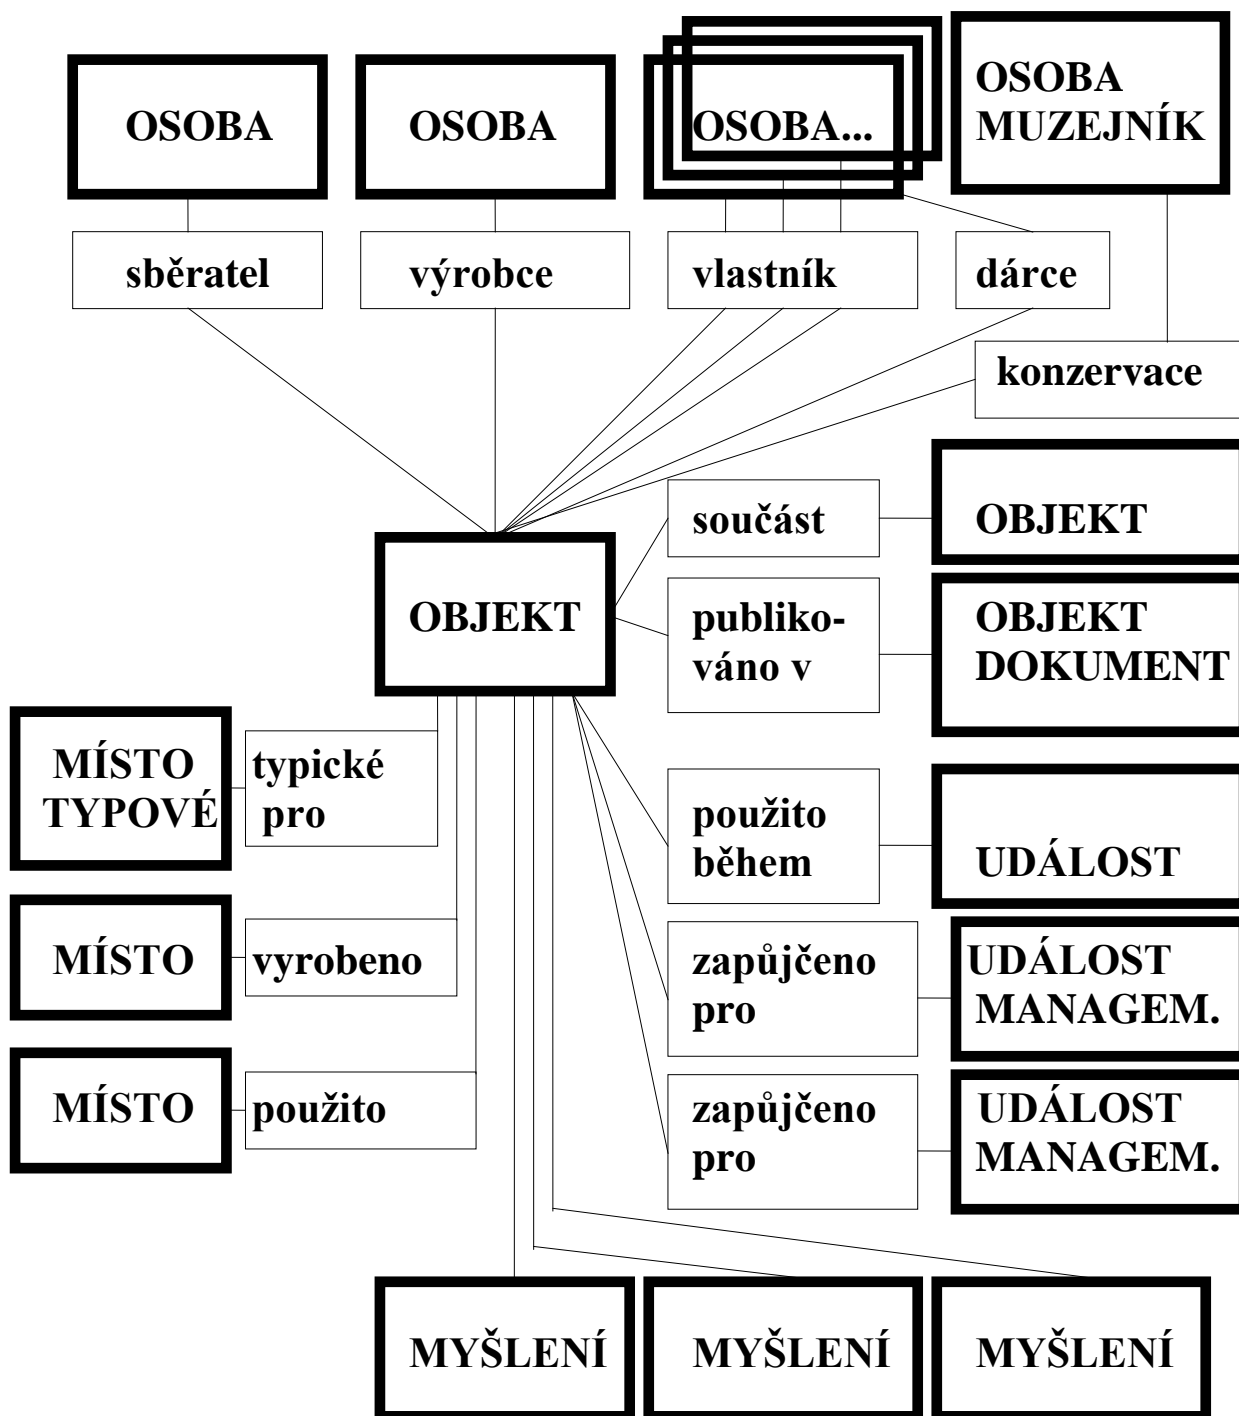 OSOBA
OSOBA
OSOBA...
OSOBA
MUZEJNÍK
sběratel
výrobce
vlastník
dárce
konzervace
OBJEKT
součást
OBJEKT
publiko-
váno v
OBJEKT
DOKUMENT
MÍSTO
TYPOVÉ
typické
pro
použito
během
UDÁLOST
MÍSTO
vyrobeno
zapůjčeno
pro
UDÁLOST
MANAGEM.
MÍSTO
použito
zapůjčeno
pro
UDÁLOST
MANAGEM.
MYŠLENÍ
MYŠLENÍ
MYŠLENÍ